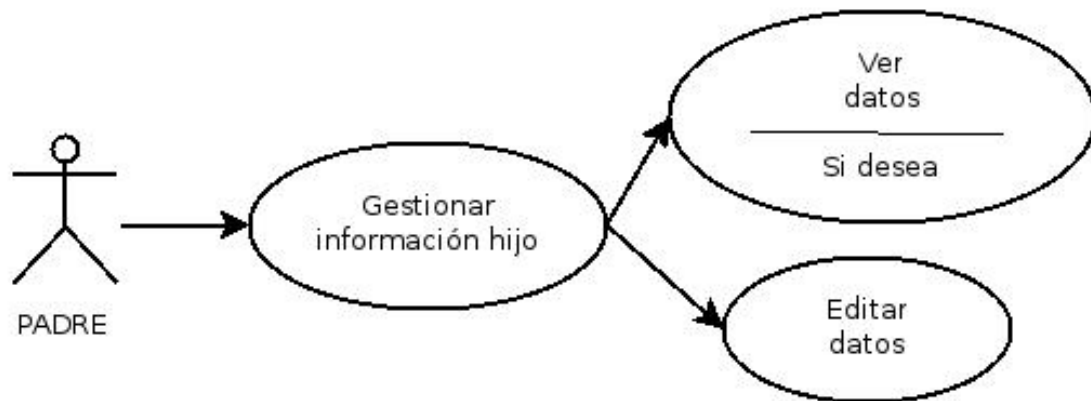 PADRE
Gestionar
información hijo
Ver
datos
Si desea
Editar
datos